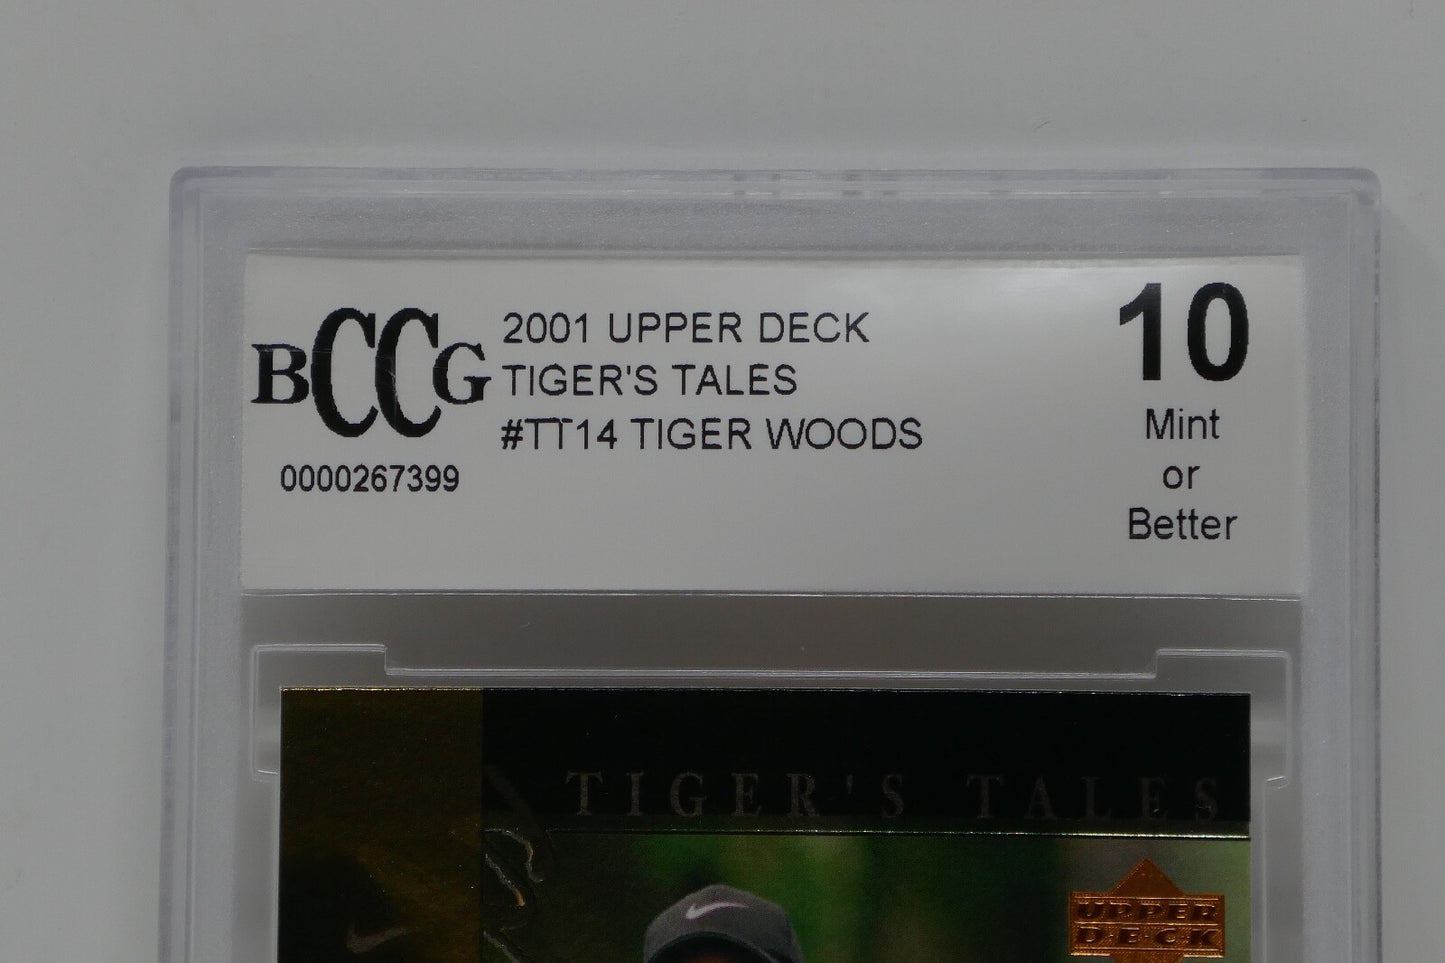 BCCG
0000267399
2001 UPPER DECK
TIGER'S TALES
#TT14 TIGER WOODS
10
Mint
or
Better
TIGER'S TALES
UPPER
DECK